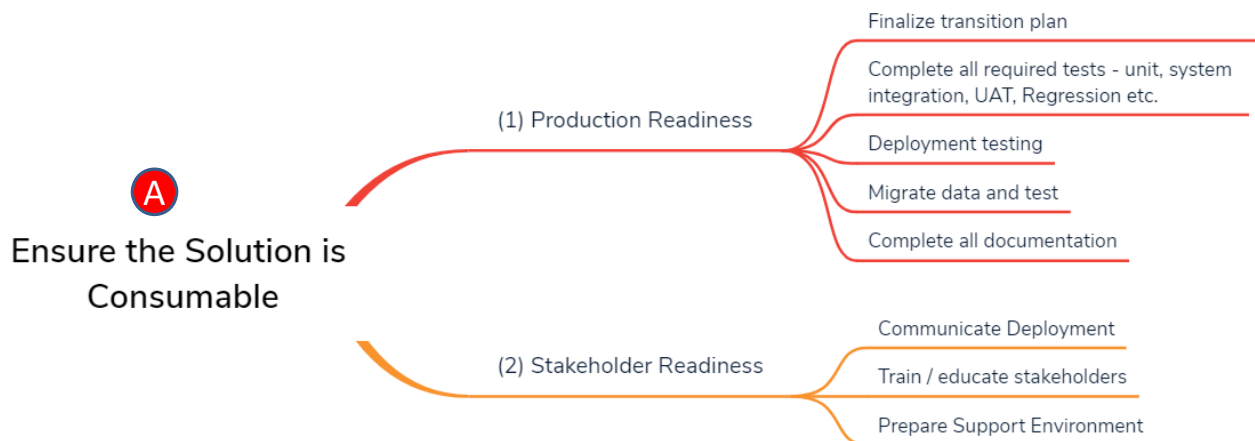 A
Ensure the Solution is
Consumable
(1) Production Readiness
Finalize transition plan
Complete all required tests - unit, system
integration, UAT, Regression etc.
Deployment testing
Migrate data and test
Complete all documentation
(2) Stakeholder Readiness
Communicate Deployment
Train / educate stakeholders
Prepare Support Environment